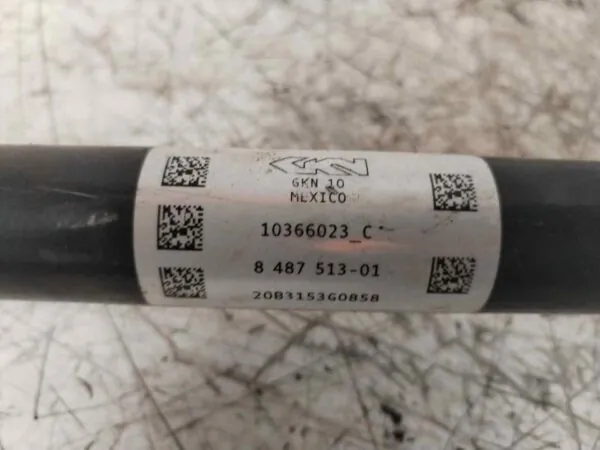 GKN
GKN 10
MEXICO
10366023_C
8 487 513-01
20B3153G0858